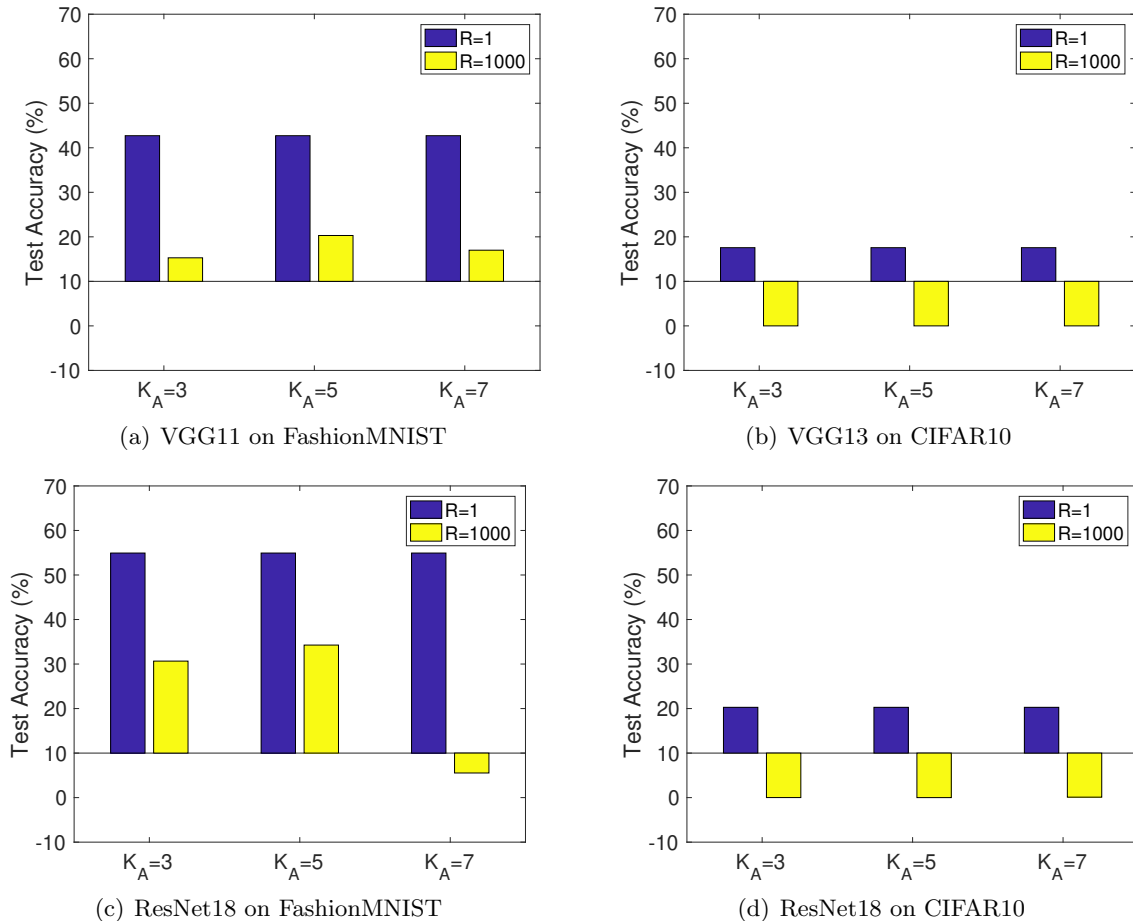 70
60
50
40
30
20
10
0
-10
Test Accuracy (%)
R=1
R=1000
K_A=3 K_A=5 K_A=7
(a) VGG11 on FashionMNIST
70
60
50
40
30
20
10
0
-10
Test Accuracy (%)
R=1
R=1000
K_A=3 K_A=5 K_A=7
(b) VGG13 on CIFAR10
70
60
50
40
30
20
10
0
-10
Test Accuracy (%)
R=1
R=1000
K_A=3 K_A=5 K_A=7
(c) ResNet18 on FashionMNIST
70
60
50
40
30
20
10
0
-10
Test Accuracy (%)
R=1
R=1000
K_A=3 K_A=5 K_A=7
(d) ResNet18 on CIFAR10